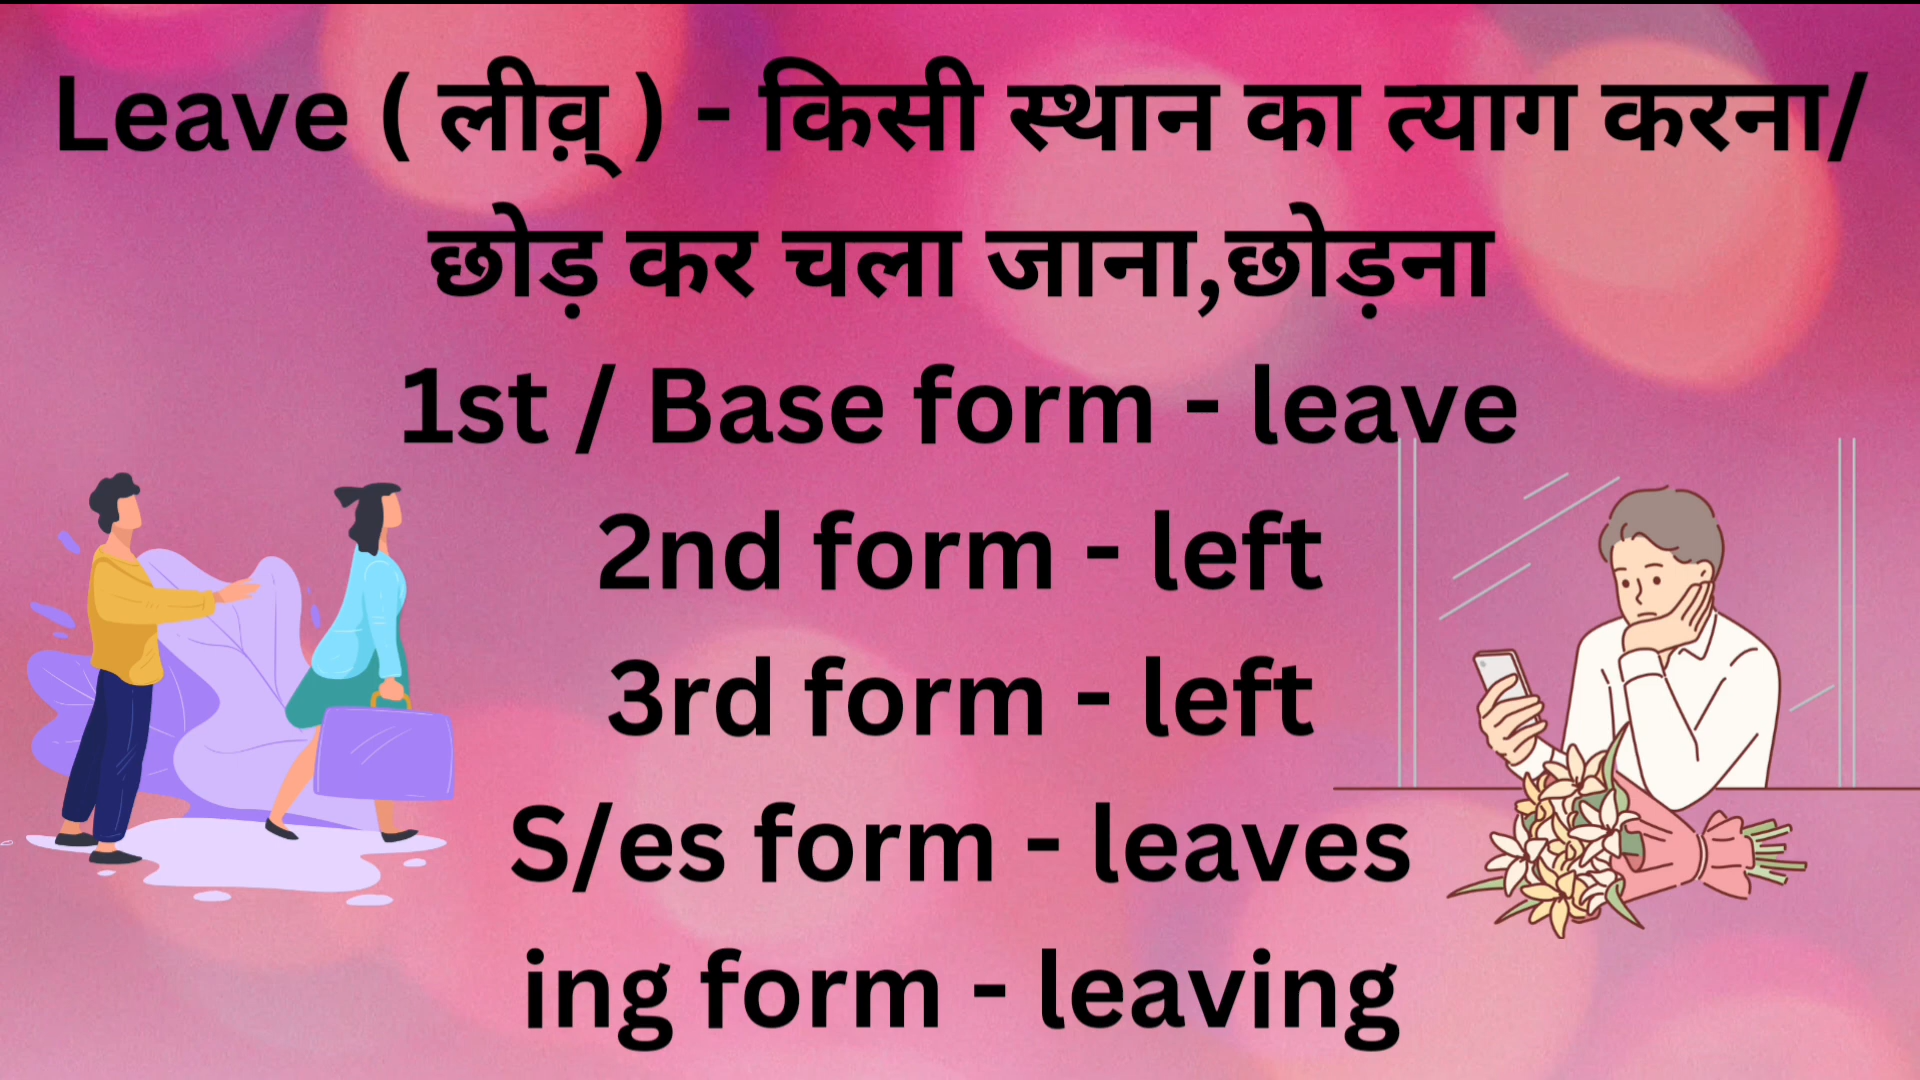 Leave ( लीव़् ) - किसी स्थान का त्याग करना/
छोड़ कर चला जाना,छोड़ना
1st / Base form - leave
2nd form - left
3rd form - left
S/es form - leaves
ing form - leaving